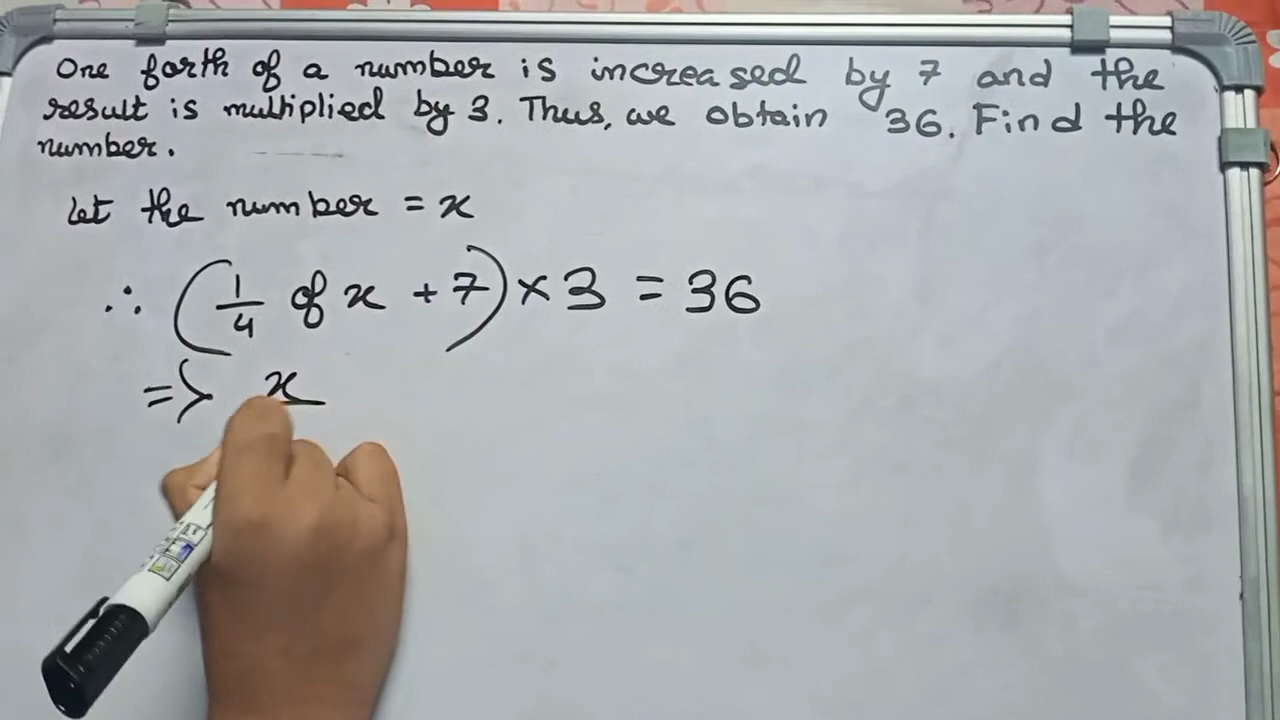 One forth of a number is increased by 7 and the
result is multiplied by 3. Thus, we obtain 36. Find the
number.
Let the number = x
∴ (1/4 of x + 7) × 3 = 36
=> x